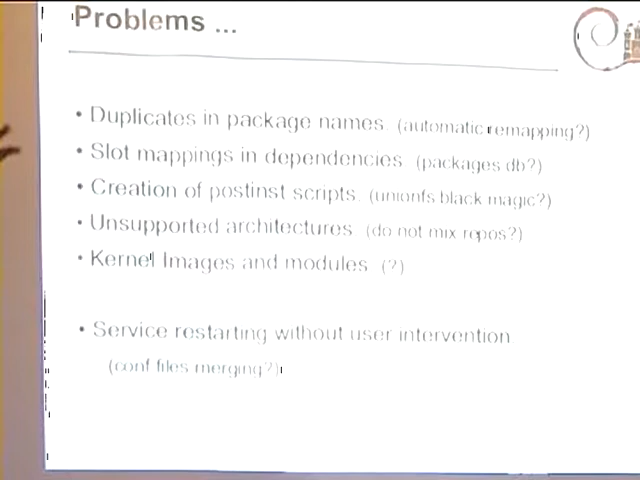 Problems ...
• Duplicates in package names. (automatic remapping?)
• Slot mappings in dependencies (packages db?)
• Creation of postinst scripts. (unionfs black magic?)
• Unsupported architectures (do not mix repos?)
• Kernel Images and modules (?)
• Service restarting without user intervention
(conf files merging?)